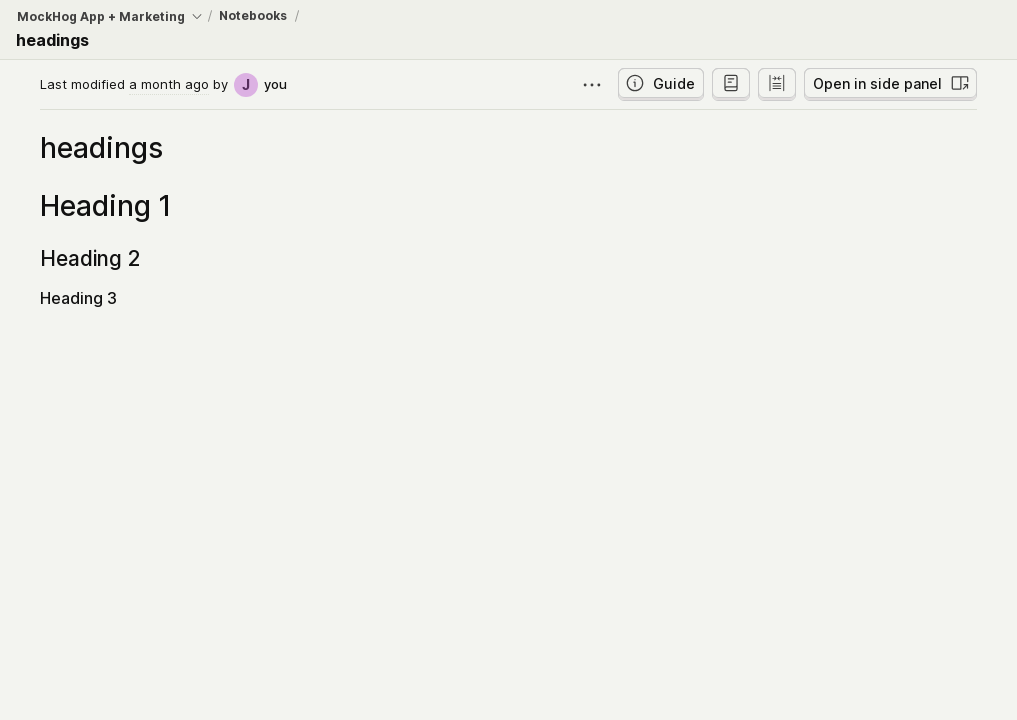 MockHog App + Marketing / Notebooks /
headings
Last modified a month ago by J you
Guide
Open in side panel
headings
Heading 1
Heading 2
Heading 3